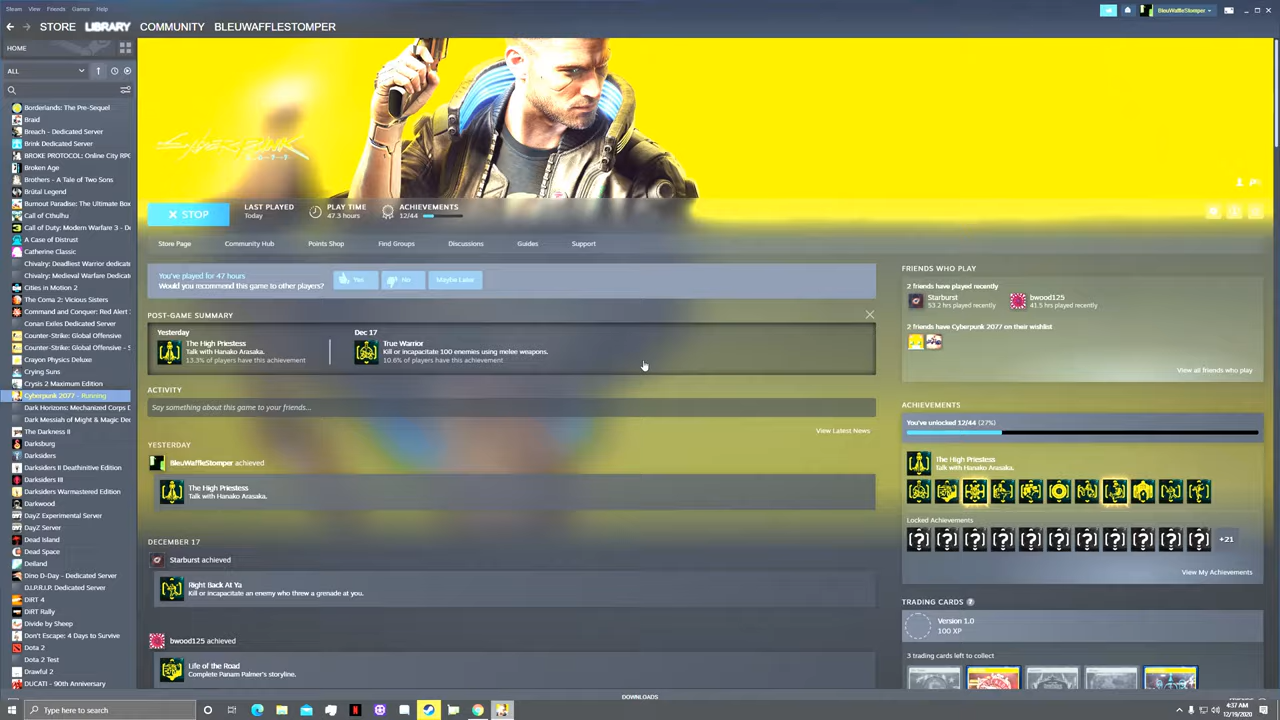 Steam View Friends Games Help
BleuWaffleStomper
STORE LIBRARY COMMUNITY BLEUWAFFLESTOMPER
HOME
ALL
Borderlands: The Pre-Sequel
Braid
Breach - Dedicated Server
Brink Dedicated Server
BROKE PROTOCOL: Online City RPG
Broken Age
Brothers - A Tale of Two Sons
Brütal Legend
Burnout Paradise: The Ultimate Box
Call of Cthulhu
Call of Duty: Modern Warfare 3 - D
A Case of Distrust
Catherine Classic
Chivalry: Deadliest Warrior dedicate
Chivalry: Medieval Warfare Dedicate
Cities in Motion 2
The Coma 2: Vicious Sisters
Command and Conquer: Red Alert
Conan Exiles Dedicated Server
Counter-Strike: Global Offensive
Counter-Strike: Global Offensive -
Crayon Physics Deluxe
Crying Suns
Crysis 2 Maximum Edition
Cyberpunk 2077 - Running
Dark Horizons: Mechanized Corps D
Dark Messiah of Might & Magic De
The Darkness II
Darksburg
Darksiders
Darksiders II Deathinitive Edition
Darksiders III
Darksiders Warmastered Edition
Darkwood
DayZ Experimental Server
DayZ Server
Dead Island
Dead Space
Deiland
Dino D-Day - Dedicated Server
D.I.P.R.I.P. Dedicated Server
DiRT 4
DiRT Rally
Divide by Sheep
Don't Escape: 4 Days to Survive
Dota 2
Dota 2 Test
Drawful 2
DUCATI - 90th Anniversary
Cyberpunk
2077
STOP
LAST PLAYED
Today
PLAY TIME
47.3 hours
ACHIEVEMENTS
12/44
Store Page Community Hub Points Shop Find Groups Discussions Guides Support
You've played for 47 hours
Would you recommend this game to other players?
Yes No Maybe Later
POST-GAME SUMMARY
Yesterday
The High Priestess
Talk with Hanako Arasaka.
13.3% of players have this achievement
Dec 17
True Warrior
Kill or incapacitate 100 enemies using melee weapons.
10.6% of players have this achievement
ACTIVITY
Say something about this game to your friends...
View Latest News
YESTERDAY
BleuWaffleStomper achieved
The High Priestess
Talk with Hanako Arasaka.
DECEMBER 17
Starburst achieved
Right Back At Ya
Kill or incapacitate an enemy who threw a grenade at you.
bwood125 achieved
Life of the Road
Complete Panam Palmer's storyline.
FRIENDS WHO PLAY
2 friends have played recently
Starburst
53.2 hrs played recently
bwood125
41.5 hrs played recently
2 friends have Cyberpunk 2077 on their wishlist
View all friends who play
ACHIEVEMENTS
You've unlocked 12/44 (27%)
The High Priestess
Talk with Hanako Arasaka.
Locked Achievements
+21
View My Achievements
TRADING CARDS
Version 1.0
100 XP
3 trading cards left to collect
DOWNLOADS
Type here to search
4:37 AM
12/19/2020